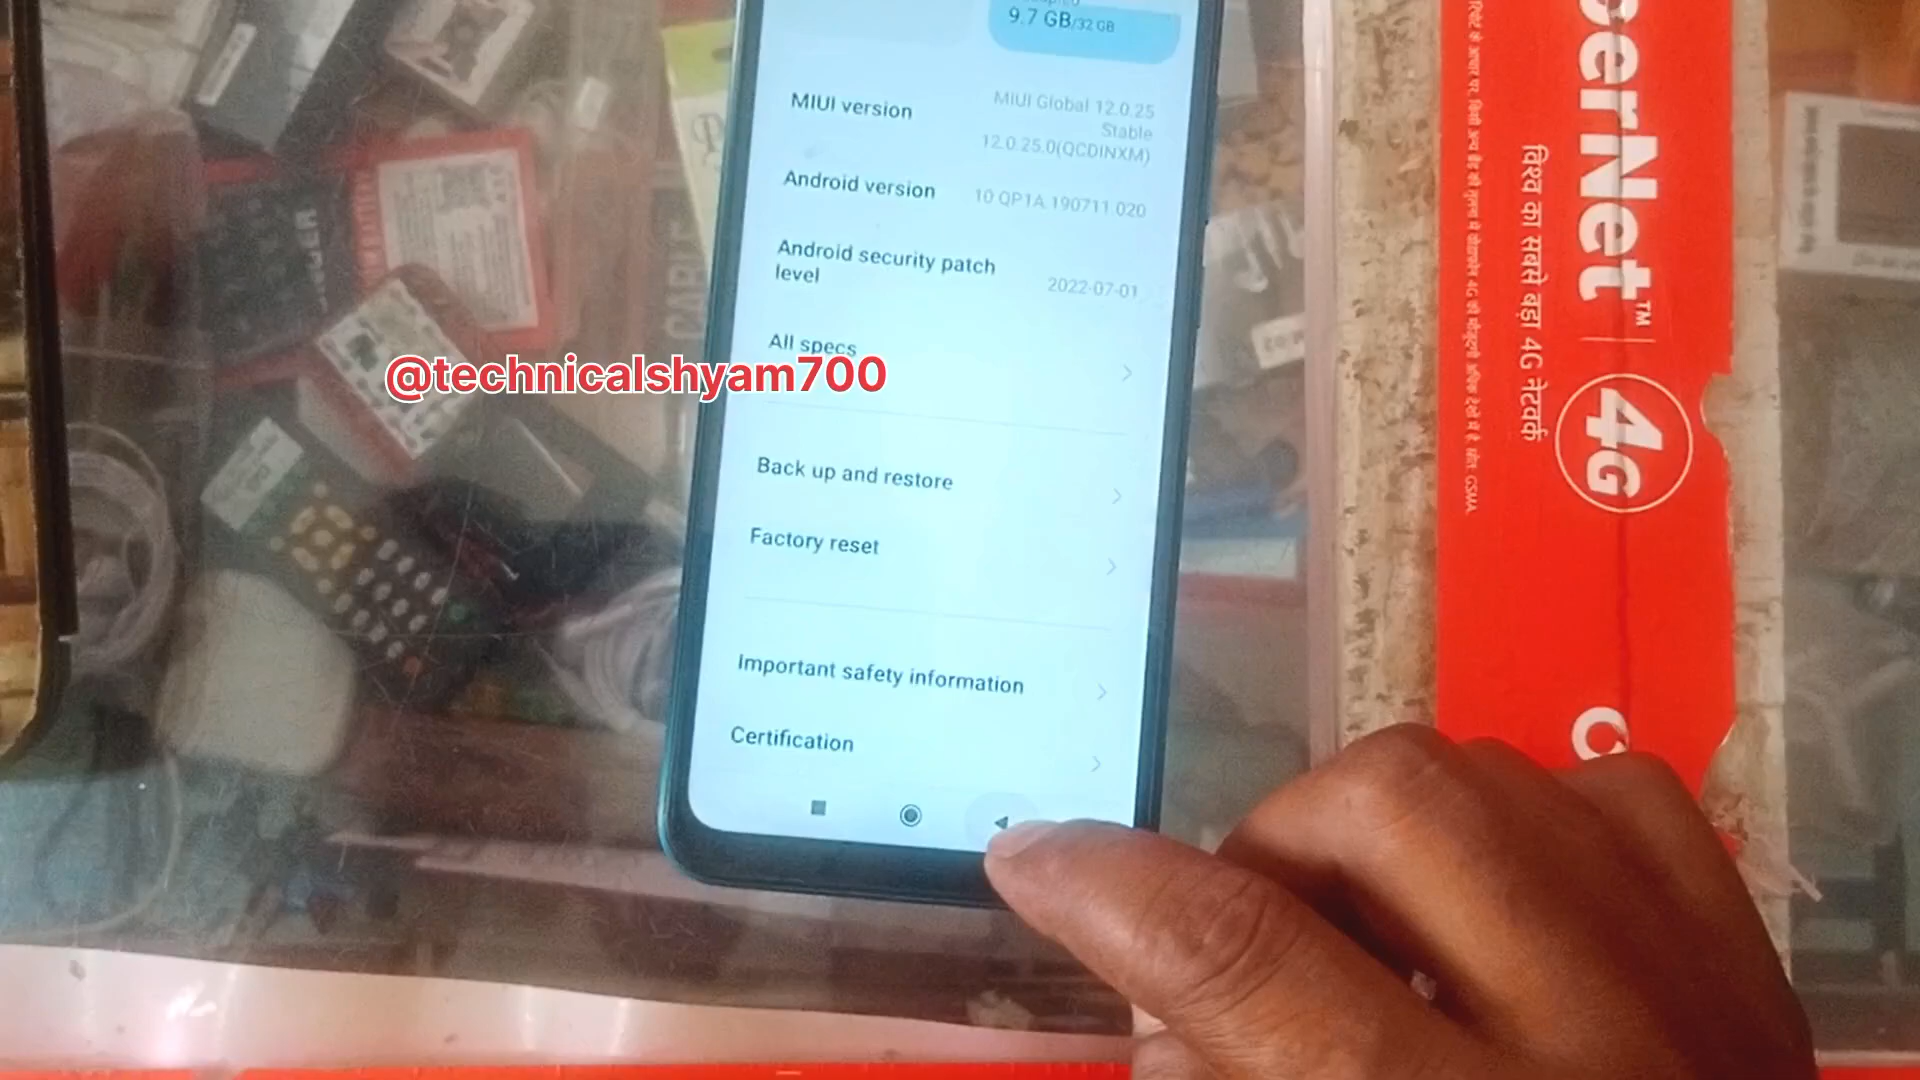 9.7 GB/32 GB
MIUI version
MIUI Global 12.0.25
Stable
12.0.25.0(QCDINXM)
Android version
10 QP1A.190711.020
Android security patch
level
2022-07-01
All specs
@technicalshyam700
Back up and restore
Factory reset
Important safety information
Certification
erNet™
4G
विश्व का सबसे बड़ा 4G नेटवर्क
CABLE